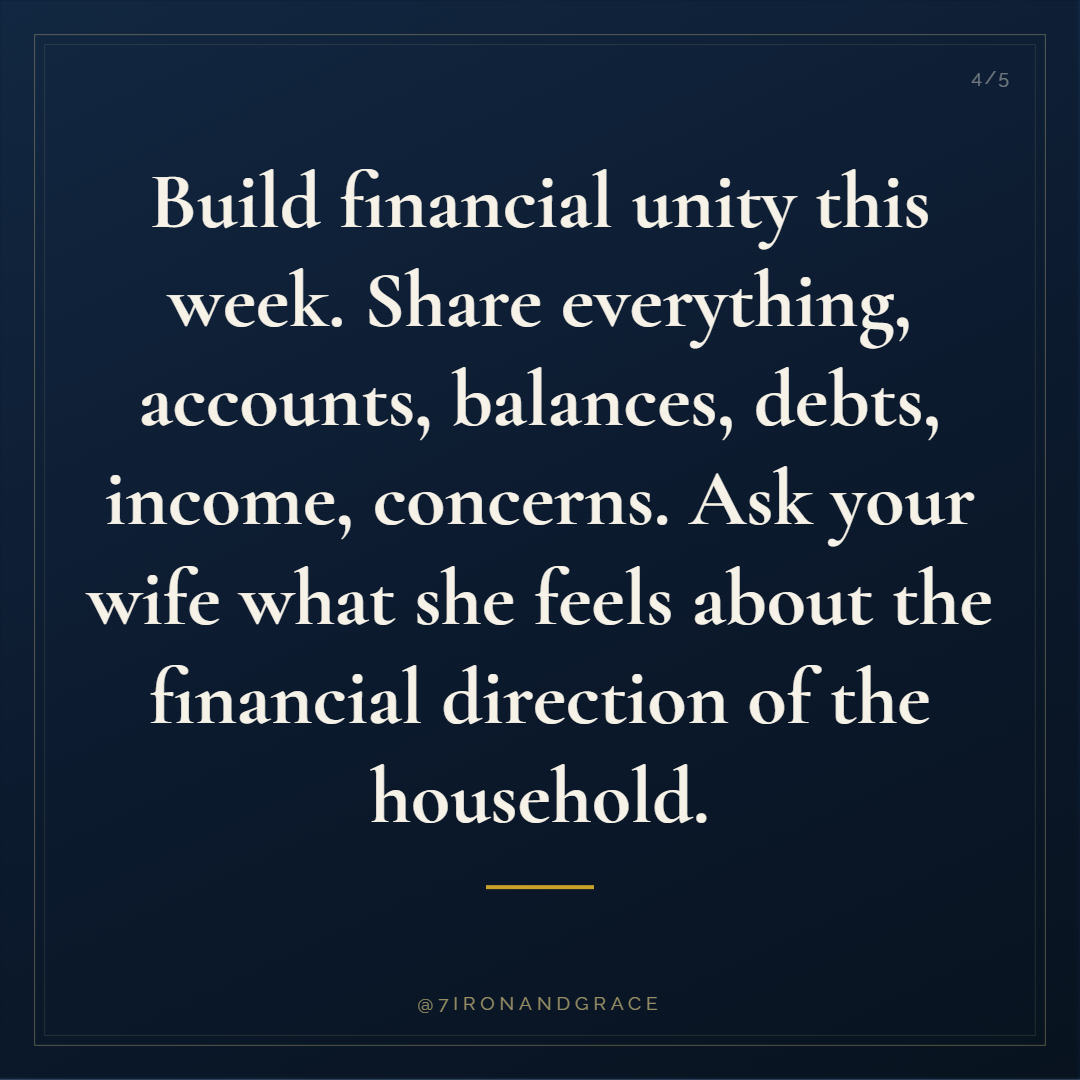 4/5
Build financial unity this
week. Share everything,
accounts, balances, debts,
income, concerns. Ask your
wife what she feels about the
financial direction of the
household.
@7IRONANDGRACE